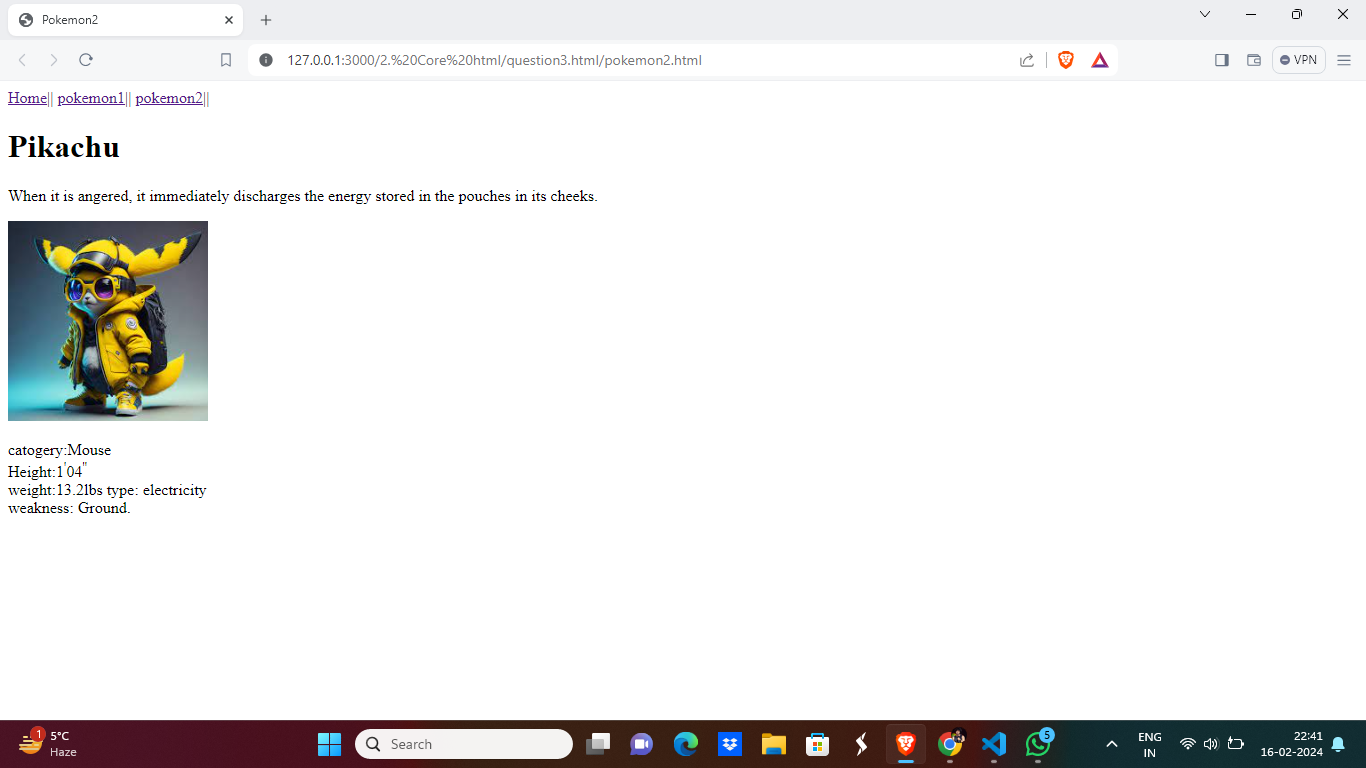 Pokemon2
127.0.0.1:3000/2.%20Core%20html/question3.html/pokemon2.html
VPN
Home|| pokemon1|| pokemon2||
Pikachu
When it is angered, it immediately discharges the energy stored in the pouches in its cheeks.
catogery:Mouse
Height:1'04"
weight:13.2lbs type: electricity
weakness: Ground.
1
5°C
Haze
Search
5
ENG
IN
22:41
16-02-2024